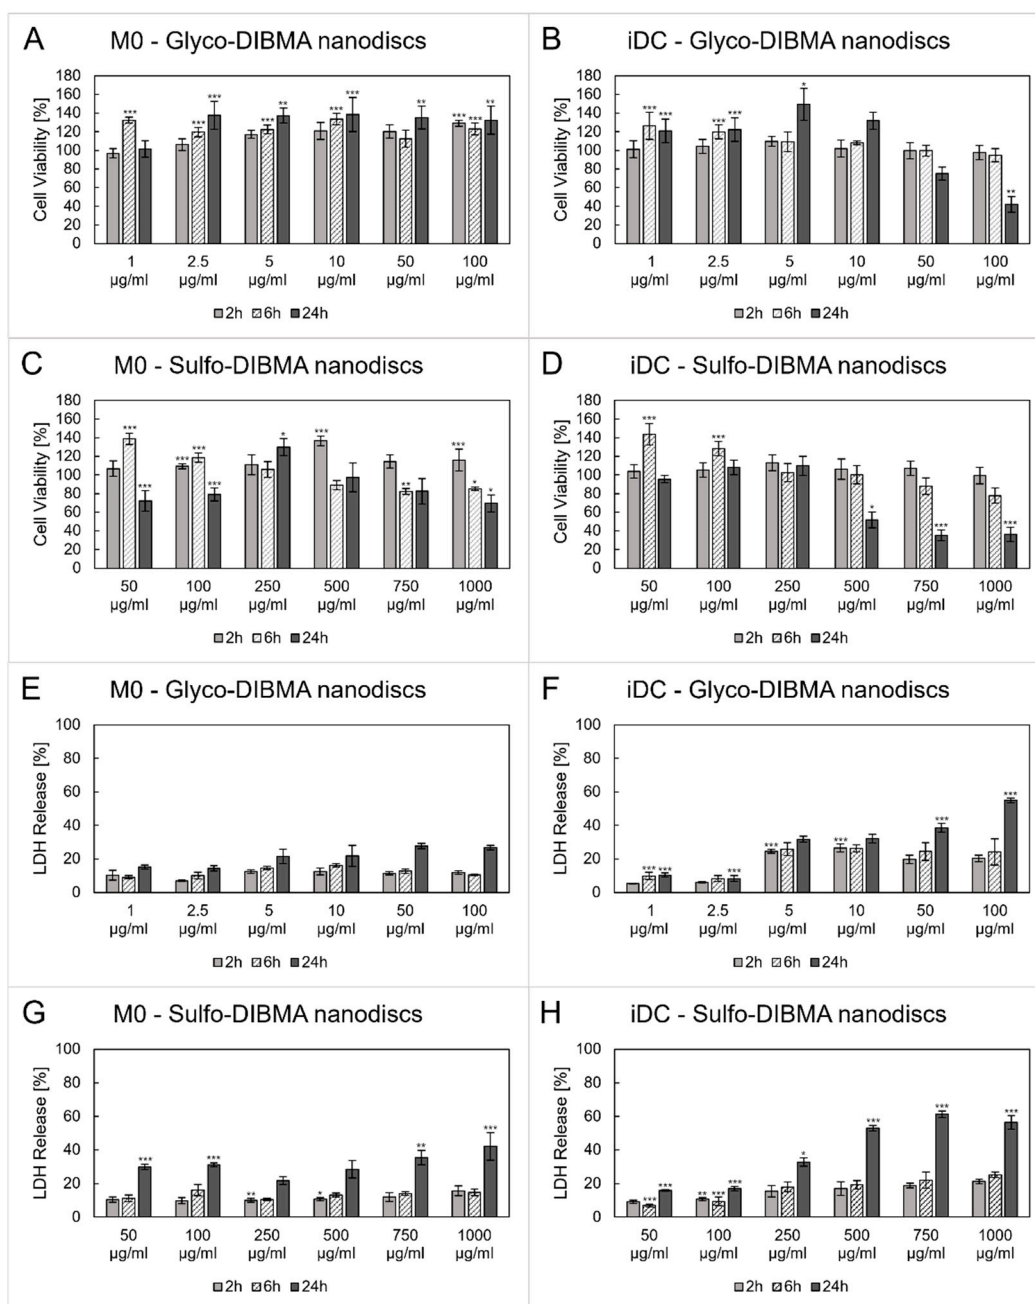 A M0 - Glyco-DIBMA nanodiscs
Cell Viability [%]
180
160
140
120
100
80
60
40
20
0
*** *** *** *** ** *** *** ** *** *** **
1 2.5 5 10 50 100
µg/ml µg/ml µg/ml µg/ml µg/ml µg/ml
2h 6h 24h
B iDC - Glyco-DIBMA nanodiscs
Cell Viability [%]
180
160
140
120
100
80
60
40
20
0
*** *** *** *** * **
1 2.5 5 10 50 100
µg/ml µg/ml µg/ml µg/ml µg/ml µg/ml
2h 6h 24h
C M0 - Sulfo-DIBMA nanodiscs
Cell Viability [%]
180
160
140
120
100
80
60
40
20
0
*** *** *** *** *** * *** ** *** * *
50 100 250 500 750 1000
µg/ml µg/ml µg/ml µg/ml µg/ml µg/ml
2h 6h 24h
D iDC - Sulfo-DIBMA nanodiscs
Cell Viability [%]
180
160
140
120
100
80
60
40
20
0
*** *** * *** ***
50 100 250 500 750 1000
µg/ml µg/ml µg/ml µg/ml µg/ml µg/ml
2h 6h 24h
E M0 - Glyco-DIBMA nanodiscs
LDH Release [%]
100
80
60
40
20
0
1 2.5 5 10 50 100
µg/ml µg/ml µg/ml µg/ml µg/ml µg/ml
2h 6h 24h
F iDC - Glyco-DIBMA nanodiscs
LDH Release [%]
100
80
60
40
20
0
*** *** *** *** *** *** ***
1 2.5 5 10 50 100
µg/ml µg/ml µg/ml µg/ml µg/ml µg/ml
2h 6h 24h
G M0 - Sulfo-DIBMA nanodiscs
LDH Release [%]
100
80
60
40
20
0
*** *** ** * ** ***
50 100 250 500 750 1000
µg/ml µg/ml µg/ml µg/ml µg/ml µg/ml
2h 6h 24h
H iDC - Sulfo-DIBMA nanodiscs
LDH Release [%]
100
80
60
40
20
0
*** *** ** *** *** * *** *** ***
50 100 250 500 750 1000
µg/ml µg/ml µg/ml µg/ml µg/ml µg/ml
2h 6h 24h